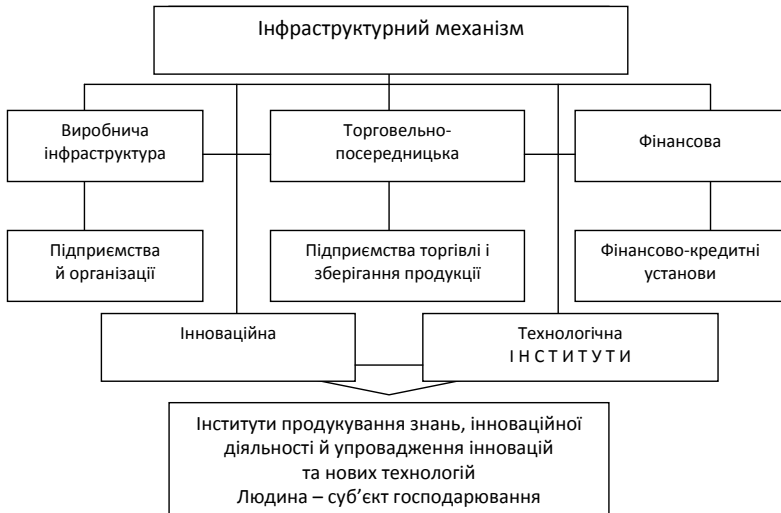 Інфраструктурний механізм
Виробнича
інфраструктура
Торговельно-
посередницька
Фінансова
Підприємства
й організації
Підприємства торгівлі і
зберігання продукції
Фінансово-кредитні
установи
Інноваційна
Технологічна
І Н С Т И Т У Т И
Інститути продукування знань, інноваційної
діяльності й упровадження інновацій
та нових технологій
Людина – суб’єкт господарювання